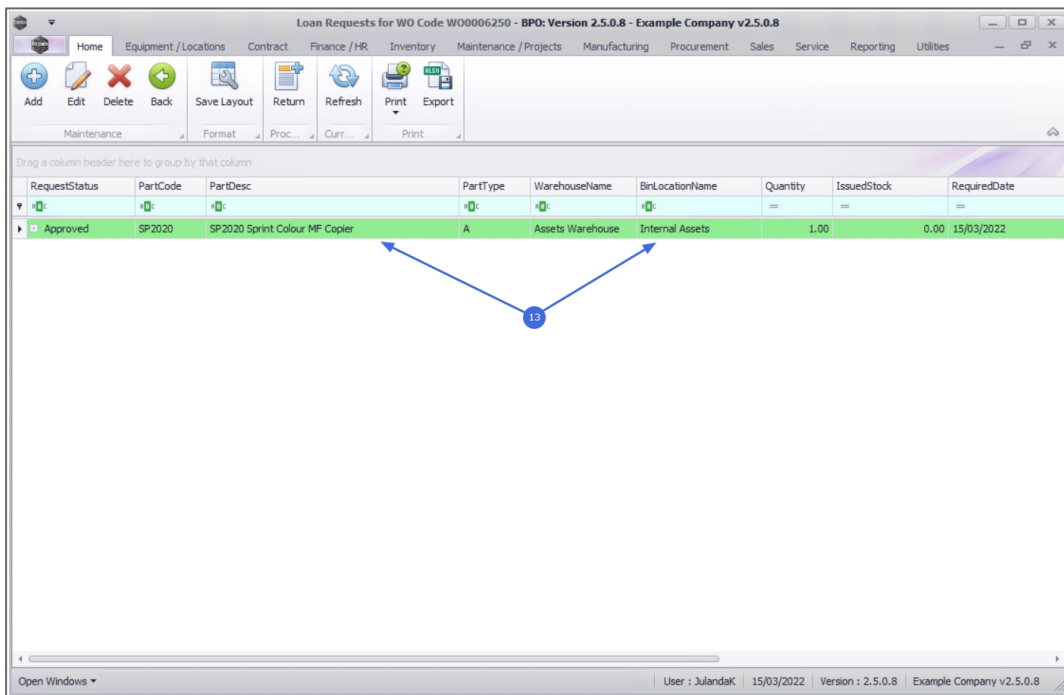 Loan Requests for WO Code WO0006250 - BPO: Version 2.5.0.8 - Example Company v2.5.0.8
Home Equipment / Locations Contract Finance / HR Inventory Maintenance / Projects Manufacturing Procurement Sales Service Reporting Utilities
Add Edit Delete Back Save Layout Return Refresh Print Export
Maintenance Format Proc... Curr... Print
Drag a column header here to group by that column
RequestStatus PartCode PartDesc PartType WarehouseName BinLocationName Quantity IssuedStock RequiredDate
= = =
Approved SP2020 SP2020 Sprint Colour MF Copier A Assets Warehouse Internal Assets 1.00 0.00 15/03/2022
13
Open Windows User : JulandaK 15/03/2022 Version : 2.5.0.8 Example Company v2.5.0.8